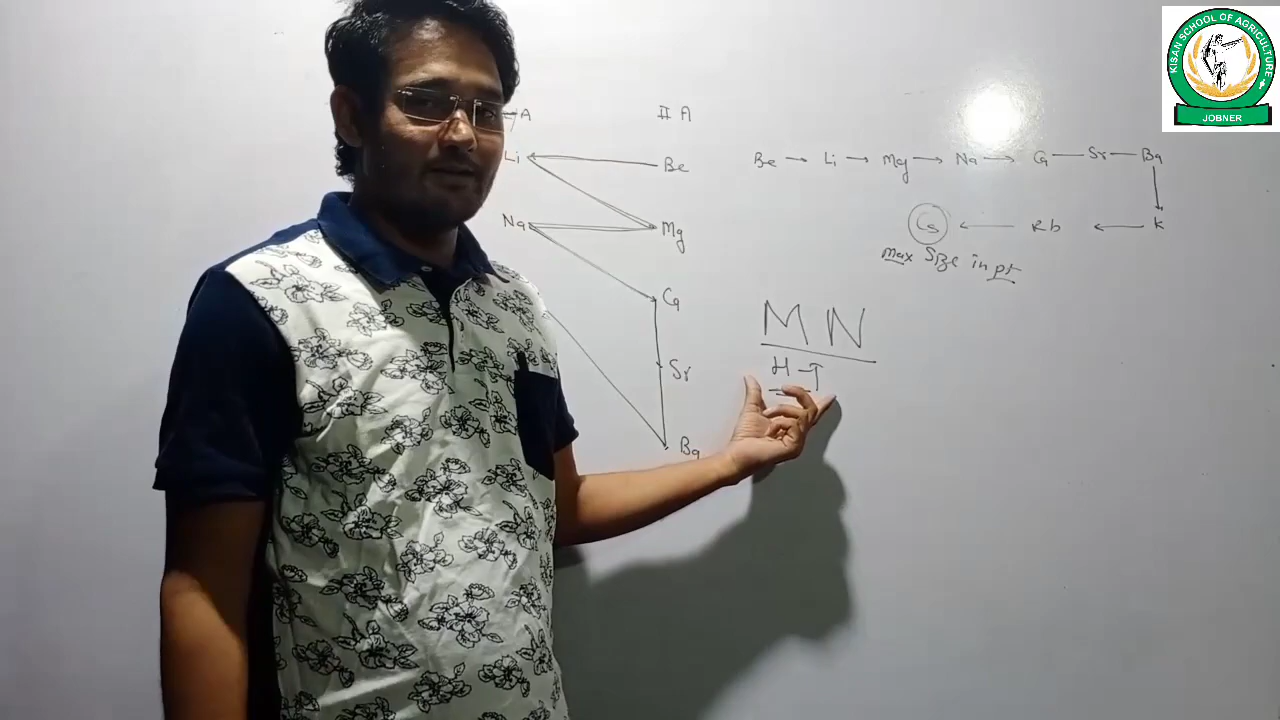 KISAN SCHOOL OF AGRICULTURE
JOBNER
A II A
Li Be
Na Mg
Ca
Sr
Ba
Be → Li → Mg → Na → Ca — Sr — Ba
Cs ← Rb ← K
max Size in pt
M N
H-T